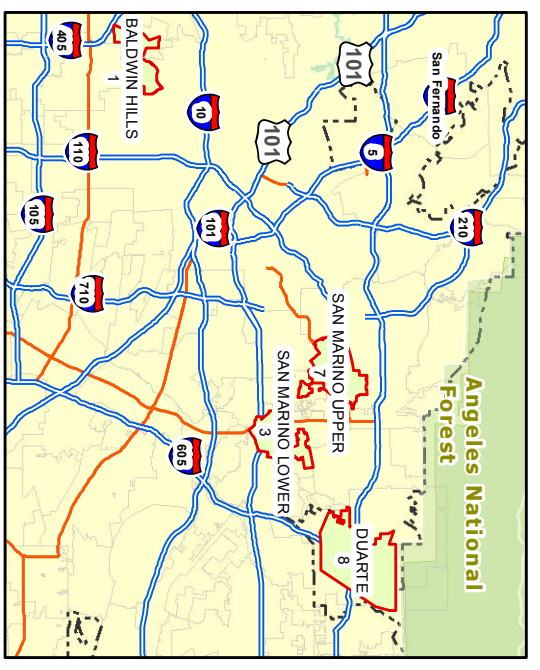 Angeles National
Forest
San Fernando
210
5
101
101
10
101
BALDWIN HILLS
1
405
110
105
710
SAN MARINO UPPER
7
SAN MARINO LOWER
3
605
DUARTE
8